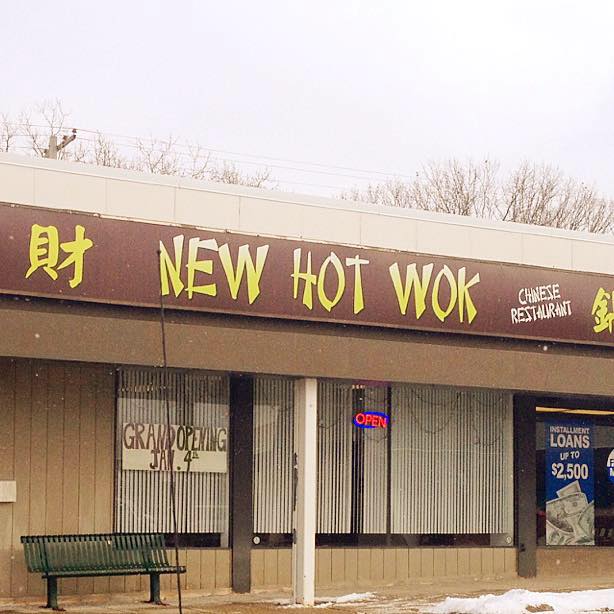 財 NEW HOT WOK
CHINESE
RESTAURANT
GRAND OPENING
JAN. 4th
OPEN
INSTALLMENT
LOANS
UP TO
$2,500